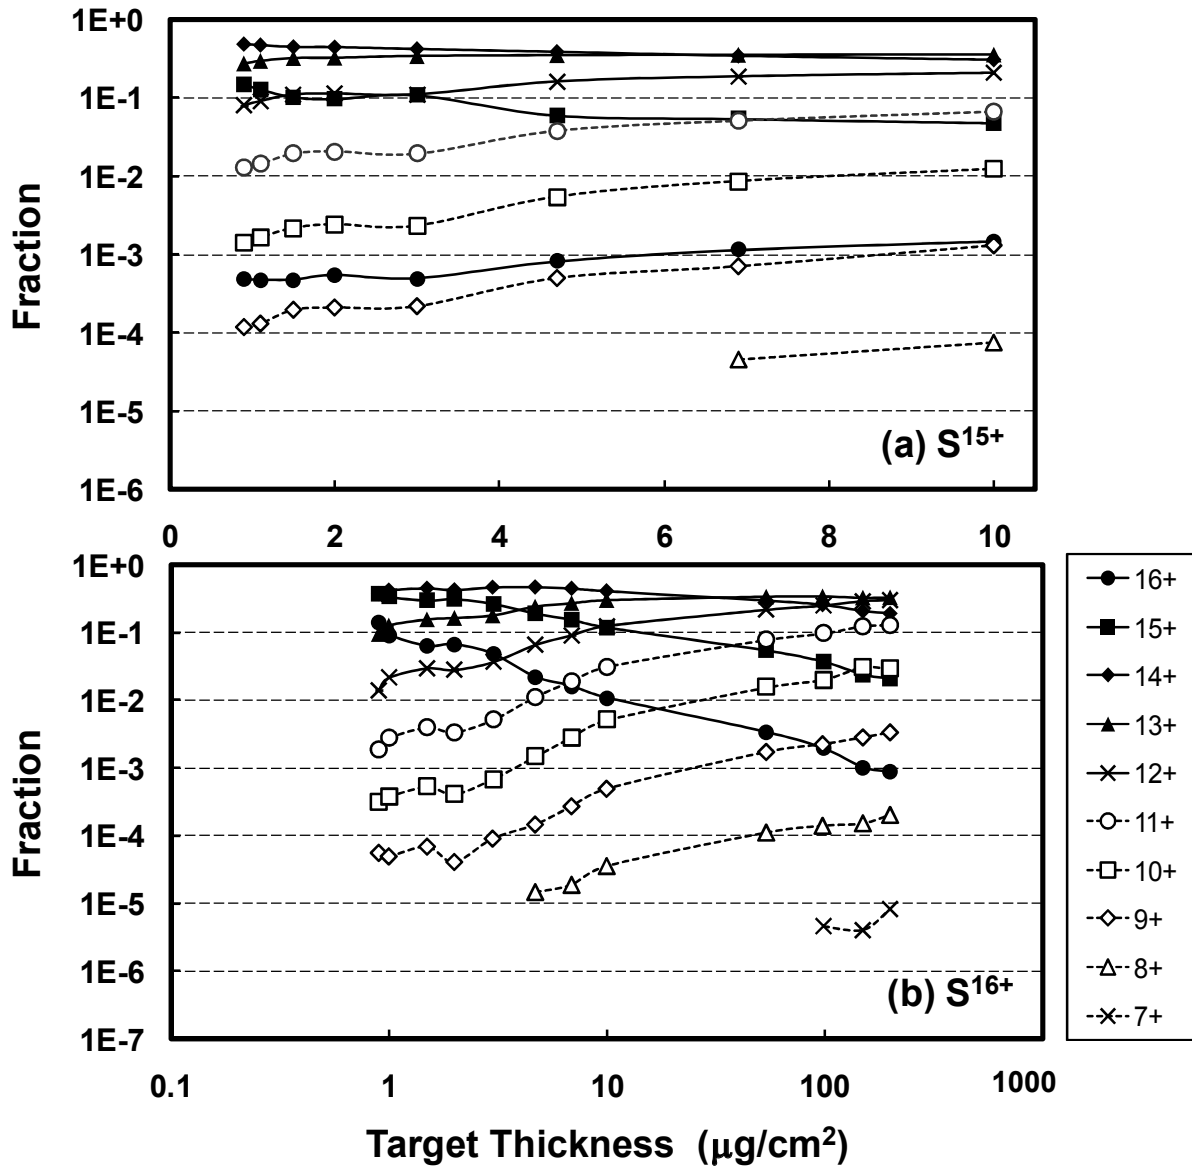 1E+0
1E-1
1E-2
1E-3
1E-4
1E-5
1E-6
Fraction
(a) S15+
0 2 4 6 8 10
1E+0
1E-1
1E-2
1E-3
1E-4
1E-5
1E-6
1E-7
Fraction
(b) S16+
0.1 1 10 100 1000
Target Thickness (μg/cm2)
16+
15+
14+
13+
12+
11+
10+
9+
8+
7+